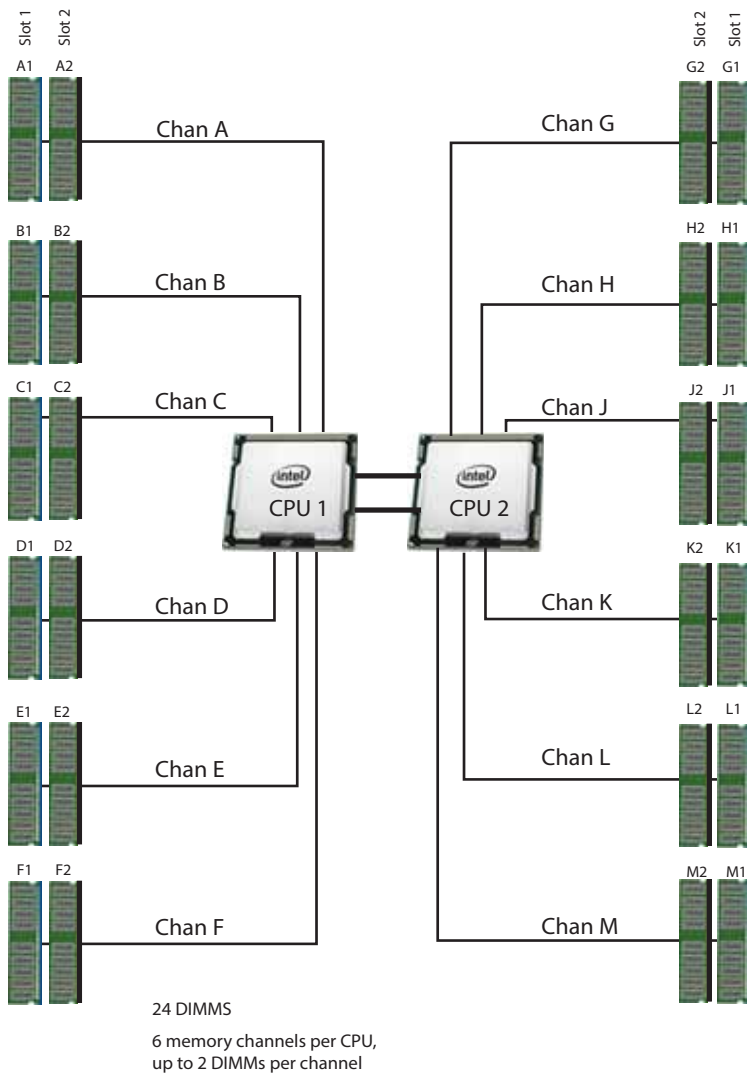 Slot 1 Slot 2 Slot 2 Slot 1
A1 A2 G2 G1
Chan A Chan G
B1 B2 H2 H1
Chan B Chan H
C1 C2 J2 J1
Chan C Chan J
intel intel
CPU 1 CPU 2
D1 D2 K2 K1
Chan D Chan K
E1 E2 L2 L1
Chan E Chan L
F1 F2 M2 M1
Chan F Chan M
24 DIMMS
6 memory channels per CPU,
up to 2 DIMMs per channel